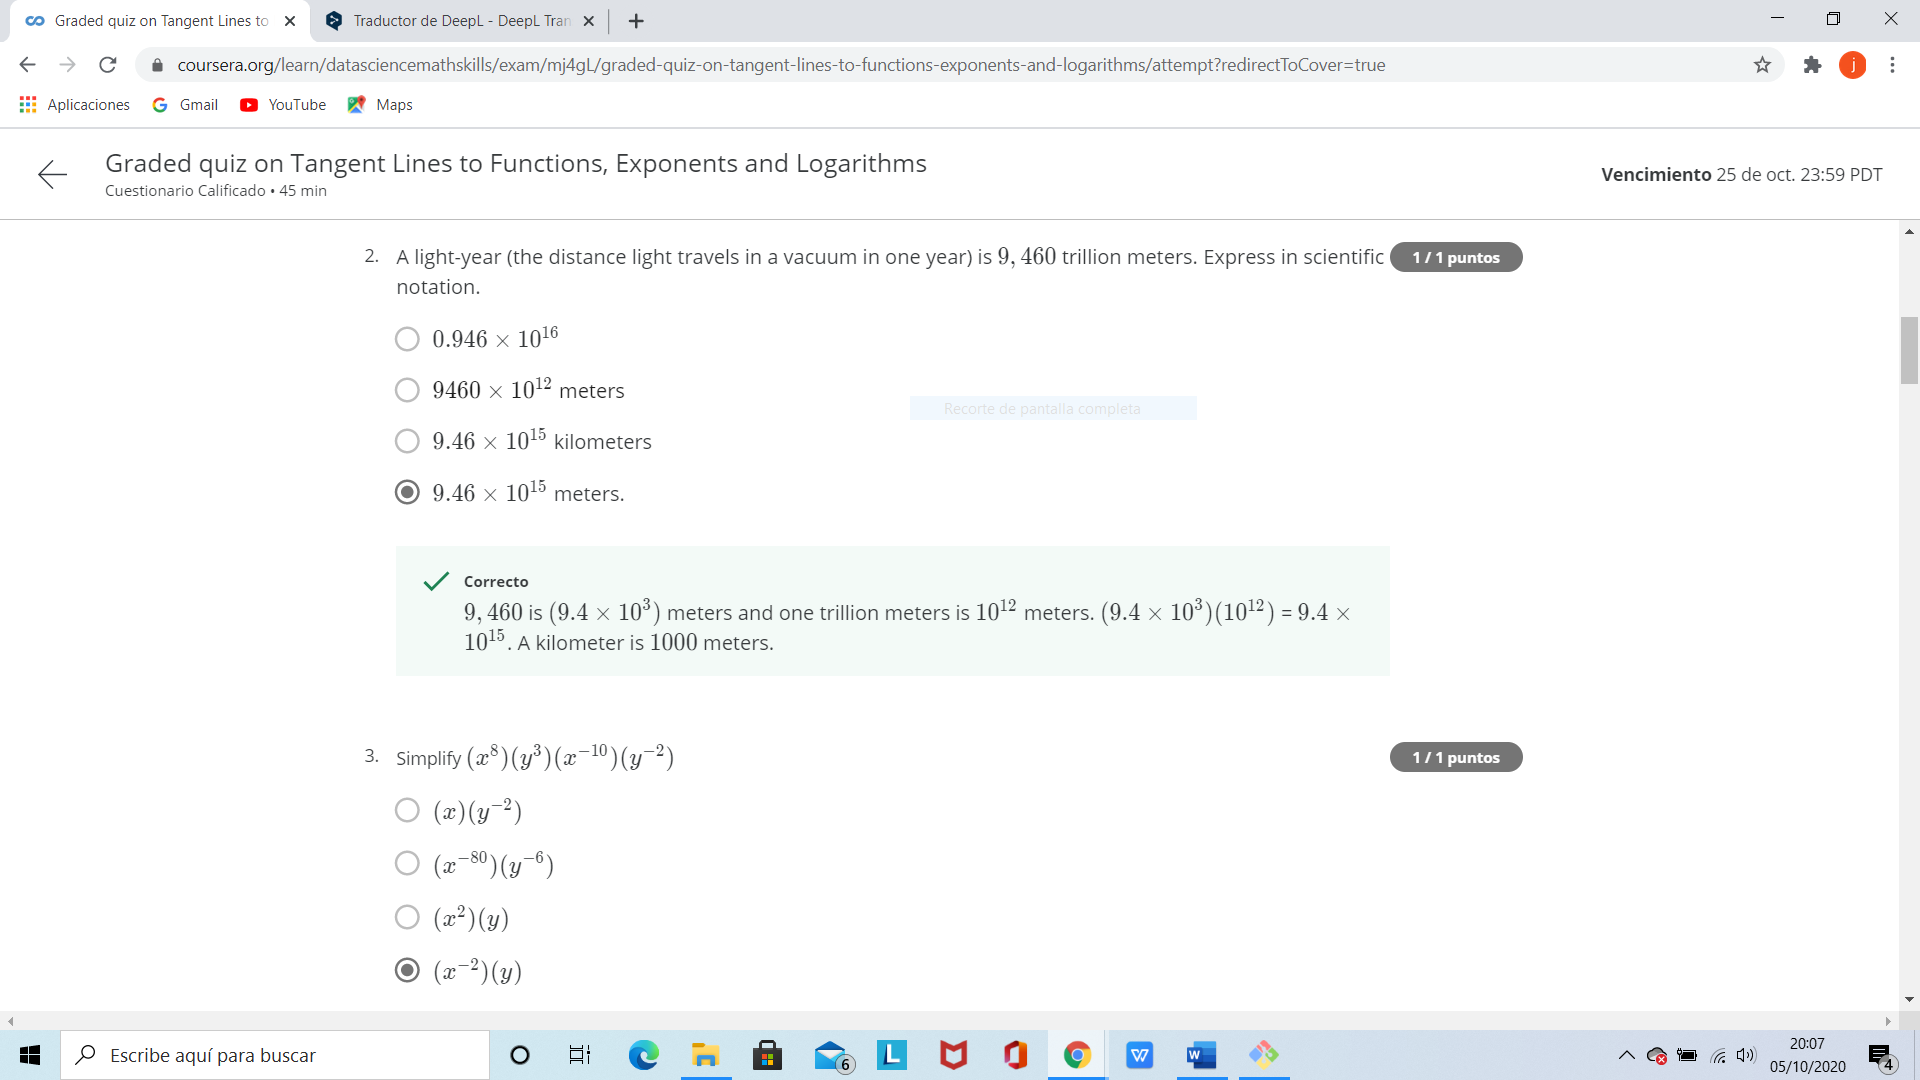 Graded quiz on Tangent Lines to
Traductor de DeepL - DeepL Tran
coursera.org/learn/datasciencemathskills/exam/mj4gL/graded-quiz-on-tangent-lines-to-functions-exponents-and-logarithms/attempt?redirectToCover=true
j
Aplicaciones
Gmail
YouTube
Maps
Graded quiz on Tangent Lines to Functions, Exponents and Logarithms
Cuestionario Calificado • 45 min
Vencimiento 25 de oct. 23:59 PDT
2. A light-year (the distance light travels in a vacuum in one year) is 9, 460 trillion meters. Express in scientific
notation.
1 / 1 puntos
0.946 × 10^16
9460 × 10^12 meters
Recorte de pantalla completa
9.46 × 10^15 kilometers
9.46 × 10^15 meters.
Correcto
9, 460 is (9.4 × 10^3) meters and one trillion meters is 10^12 meters. (9.4 × 10^3)(10^12) = 9.4 ×
10^15. A kilometer is 1000 meters.
3. Simplify (x^8)(y^3)(x^−10)(y^−2)
1 / 1 puntos
(x)(y^−2)
(x^−80)(y^−6)
(x^2)(y)
(x^−2)(y)
Escribe aquí para buscar
6
L
W
W
20:07
05/10/2020
4